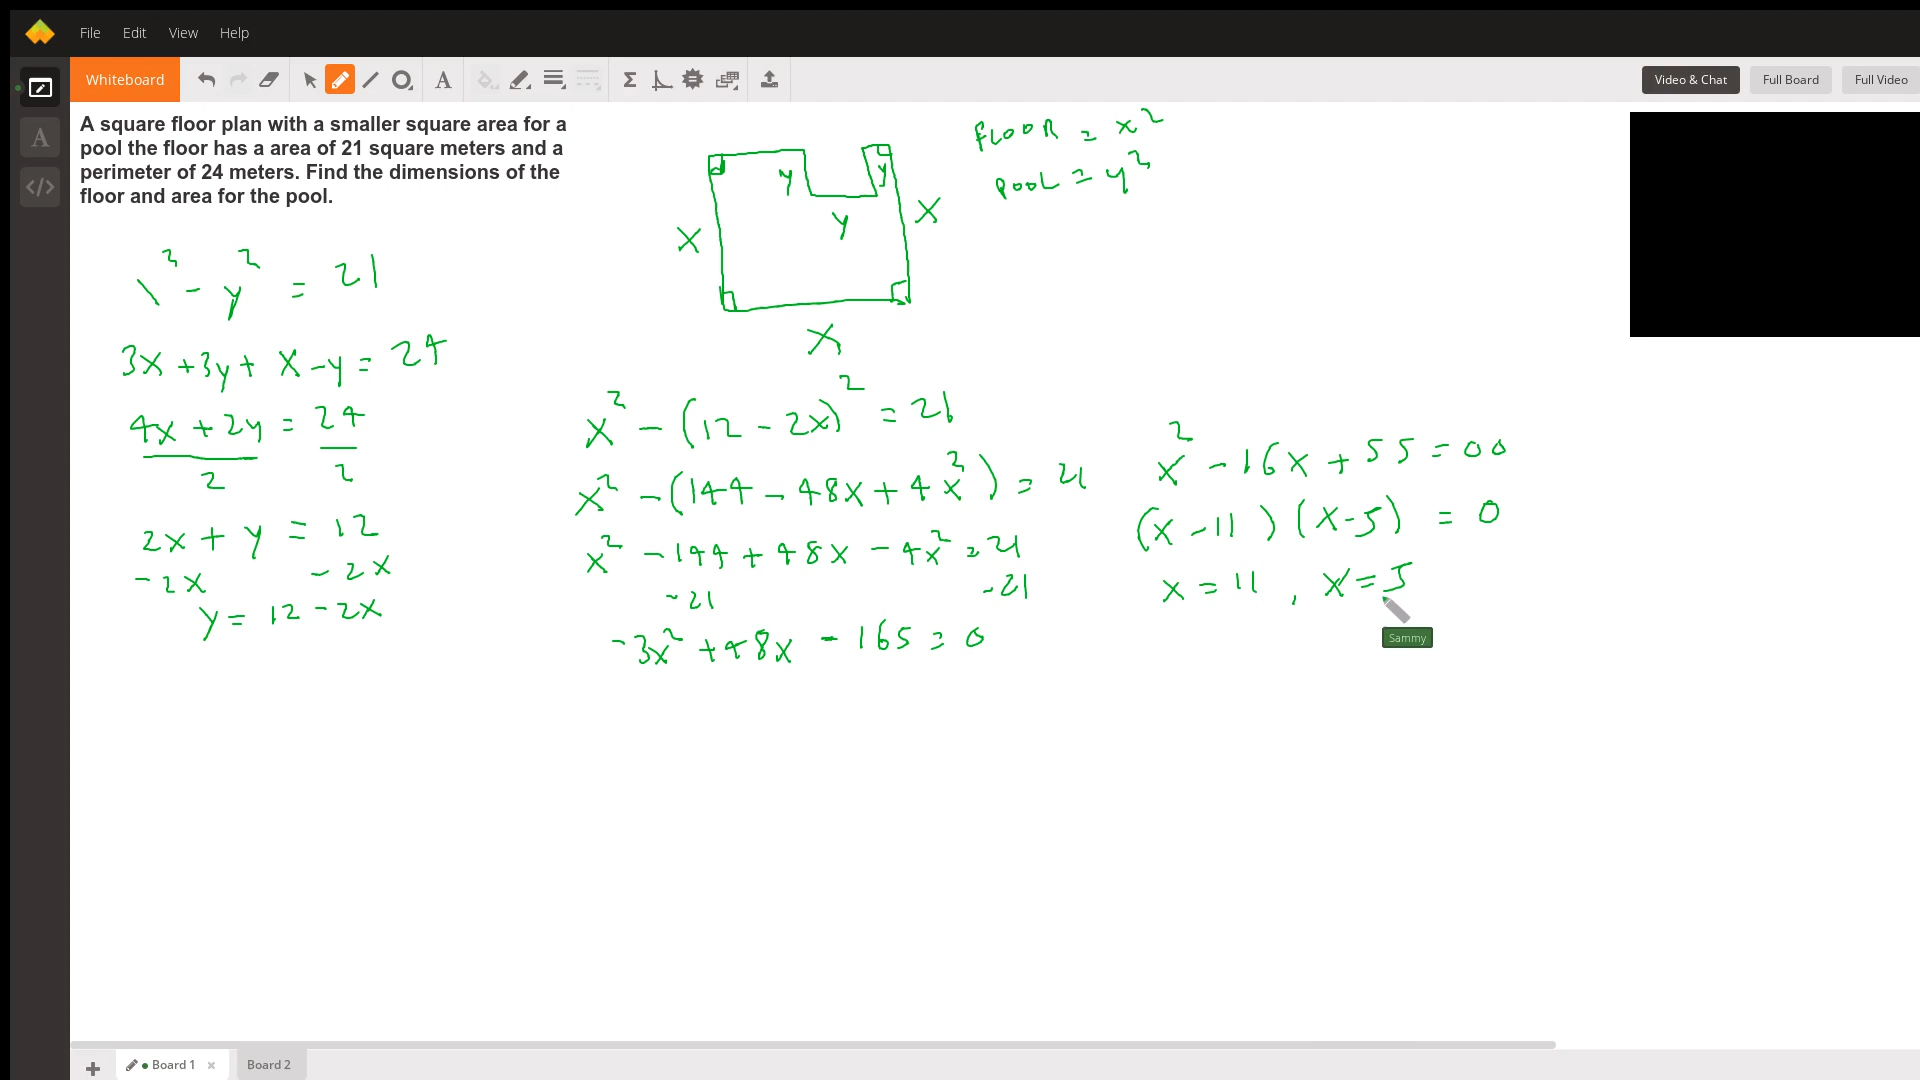 File Edit View Help
Whiteboard
A
Σ
Video & Chat Full Board Full Video
A
</>
A square floor plan with a smaller square area for a
pool the floor has a area of 21 square meters and a
perimeter of 24 meters. Find the dimensions of the
floor and area for the pool.
\² - y² = 21
3x + 3y + x - y = 24
4x + 2y = 24
2 2
2x + y = 12
-2x -2x
y = 12 - 2x
y y
y
X X
X
FLOOR = x²
POOL = y²
x² - (12 - 2x)² = 21
x² - (144 - 48x + 4x²) = 21
x² - 144 + 48x - 4x² = 21
-21 -21
-3x² + 48x - 165 = 0
x² - 16x + 55 = 00
(x - 11) (x - 5) = 0
x = 11 , x = 5
Sammy
+ Board 1 × Board 2